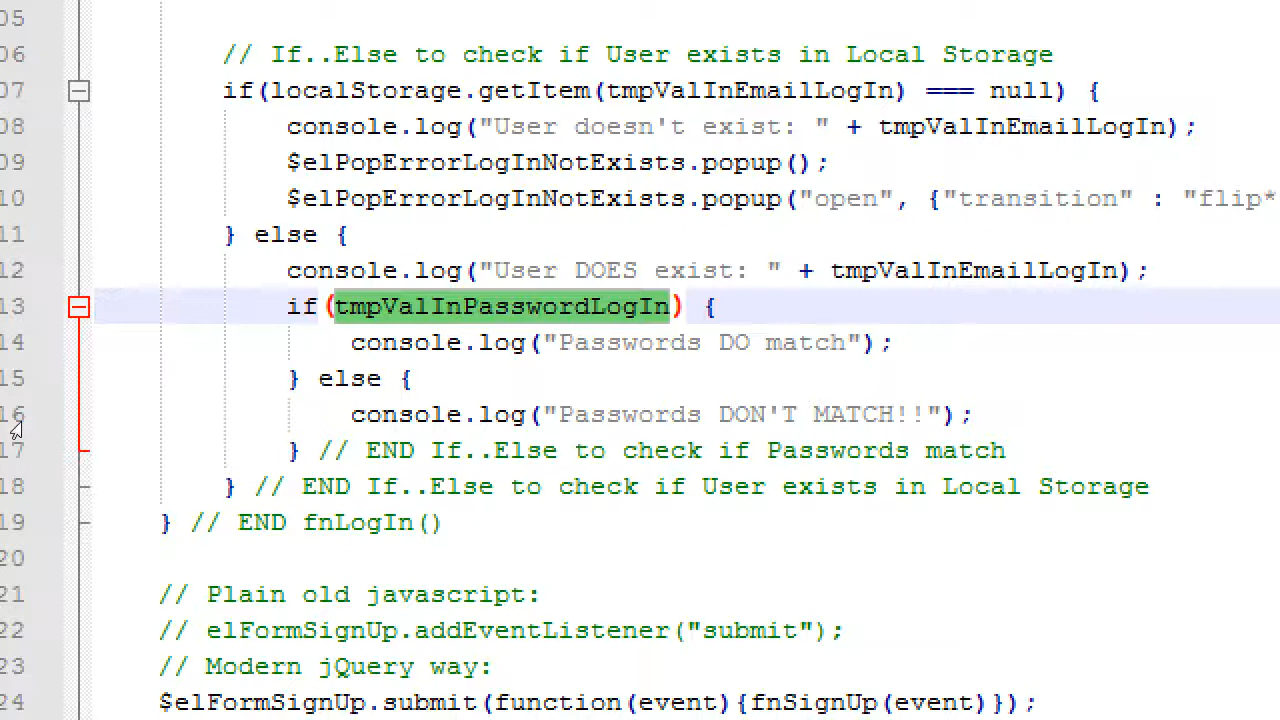 05
06 // If..Else to check if User exists in Local Storage
07 if(localStorage.getItem(tmpValInEmailLogIn) === null) {
08 console.log("User doesn't exist: " + tmpValInEmailLogIn);
09 $elPopErrorLogInNotExists.popup();
10 $elPopErrorLogInNotExists.popup("open", {"transition" : "flip"
11 } else {
12 console.log("User DOES exist: " + tmpValInEmailLogIn);
13 if(tmpValInPasswordLogIn) {
14 console.log("Passwords DO match");
15 } else {
16 console.log("Passwords DON'T MATCH!!");
17 } // END If..Else to check if Passwords match
18 } // END If..Else to check if User exists in Local Storage
19 } // END fnLogIn()
20
21 // Plain old javascript:
22 // elFormSignUp.addEventListener("submit");
23 // Modern jQuery way:
24 $elFormSignUp.submit(function(event){fnSignUp(event)});